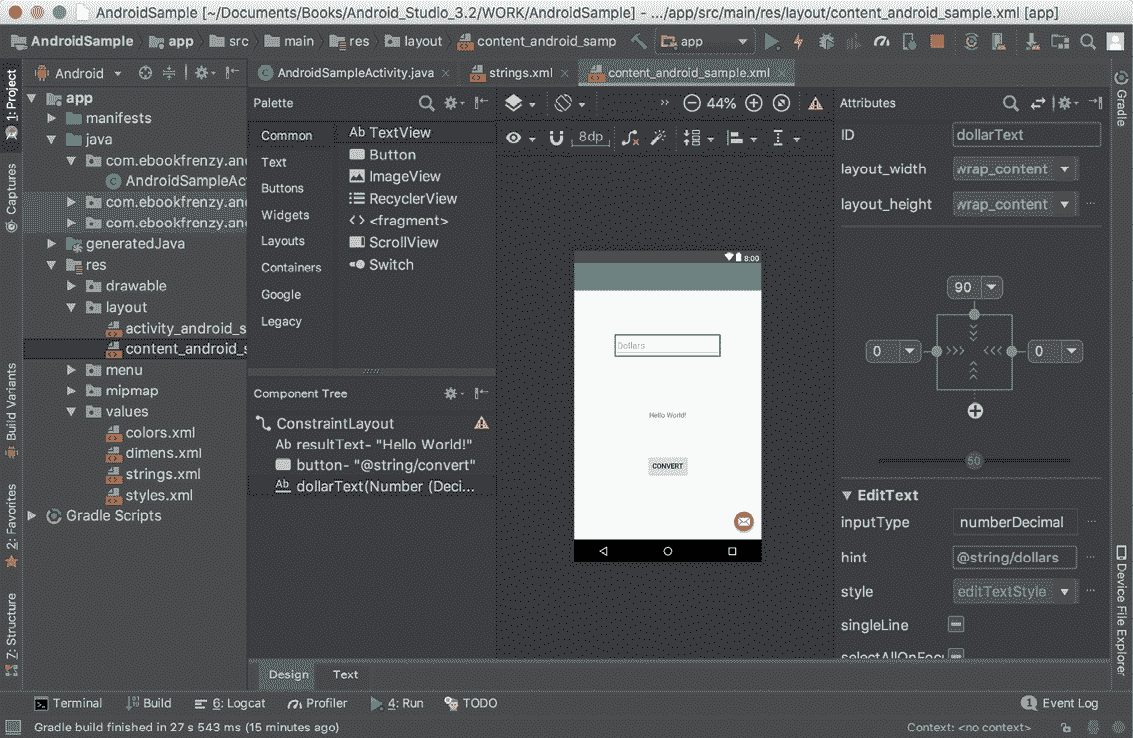 AndroidSample [~/Documents/Books/Android_Studio_3.2/WORK/AndroidSample] - .../app/src/main/res/layout/content_android_sample.xml [app]
AndroidSample app src main res layout content_android_samp app
1: Project
Captures
Build Variants
2: Favorites
7: Structure
Android
app
manifests
java
com.ebookfrenzy.an
AndroidSampleAc
com.ebookfrenzy.an
com.ebookfrenzy.an
generatedJava
res
drawable
layout
activity_android_s
content_android_s
menu
mipmap
values
colors.xml
dimens.xml
strings.xml
styles.xml
Gradle Scripts
AndroidSampleActivity.java
strings.xml
content_android_sample.xml
Palette
Common
Text
Buttons
Widgets
Layouts
Containers
Google
Legacy
Ab TextView
Button
ImageView
RecyclerView
<> <fragment>
ScrollView
Switch
Component Tree
ConstraintLayout
Ab resultText- "Hello World!"
button- "@string/convert"
Ab dollarText(Number (Deci...
44%
8dp
8:00
Dollars
Hello World!
CONVERT
Attributes
ID dollarText
layout_width wrap_content
layout_height wrap_content
90
0
0
50
EditText
inputType numberDecimal
hint @string/dollars
style editTextStyle
singleLine
selectAllOnFocu
Gradle
Device File Explorer
Design Text
Terminal Build 6: Logcat Profiler 4: Run TODO 1 Event Log
Gradle build finished in 27 s 543 ms (15 minutes ago) Context: <no context>